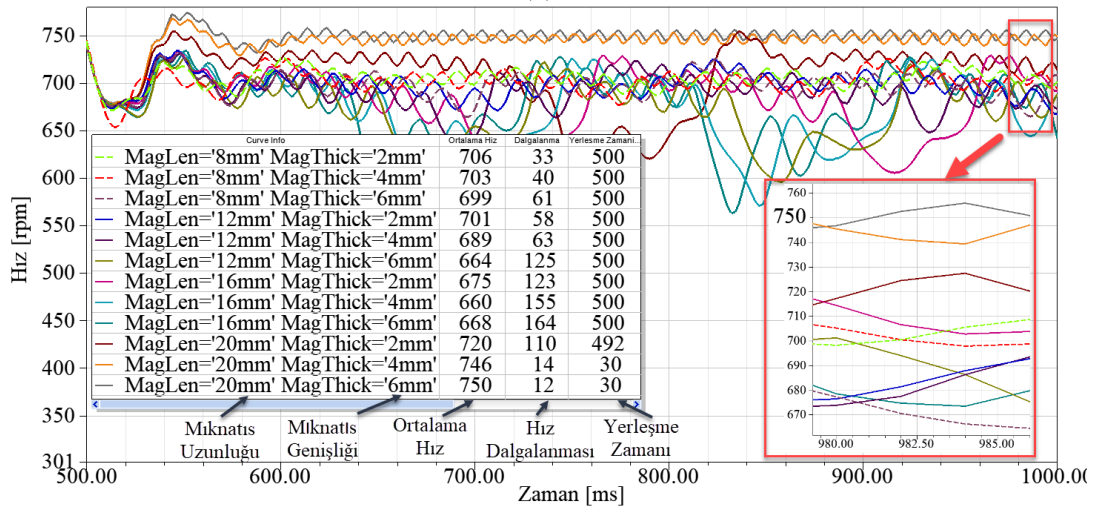 750
700
650
600
550
500
450
400
350
301
Hız [rpm]
Curve Info Ortalama Hiz Dalgalanma Yerlesme Zamani...
MagLen='8mm' MagThick='2mm' 706 33 500
MagLen='8mm' MagThick='4mm' 703 40 500
MagLen='8mm' MagThick='6mm' 699 61 500
MagLen='12mm' MagThick='2mm' 701 58 500
MagLen='12mm' MagThick='4mm' 689 63 500
MagLen='12mm' MagThick='6mm' 664 125 500
MagLen='16mm' MagThick='2mm' 675 123 500
MagLen='16mm' MagThick='4mm' 660 155 500
MagLen='16mm' MagThick='6mm' 668 164 500
MagLen='20mm' MagThick='2mm' 720 110 492
MagLen='20mm' MagThick='4mm' 746 14 30
MagLen='20mm' MagThick='6mm' 750 12 30
Mıknatıs Uzunluğu
Mıknatıs Genişliği
Ortalama Hız
Hız Dalgalanması
Yerleşme Zamanı
760
750
740
730
720
710
700
690
680
670
980.00 982.50 985.00
500.00 600.00 700.00 800.00 900.00 1000.00
Zaman [ms]